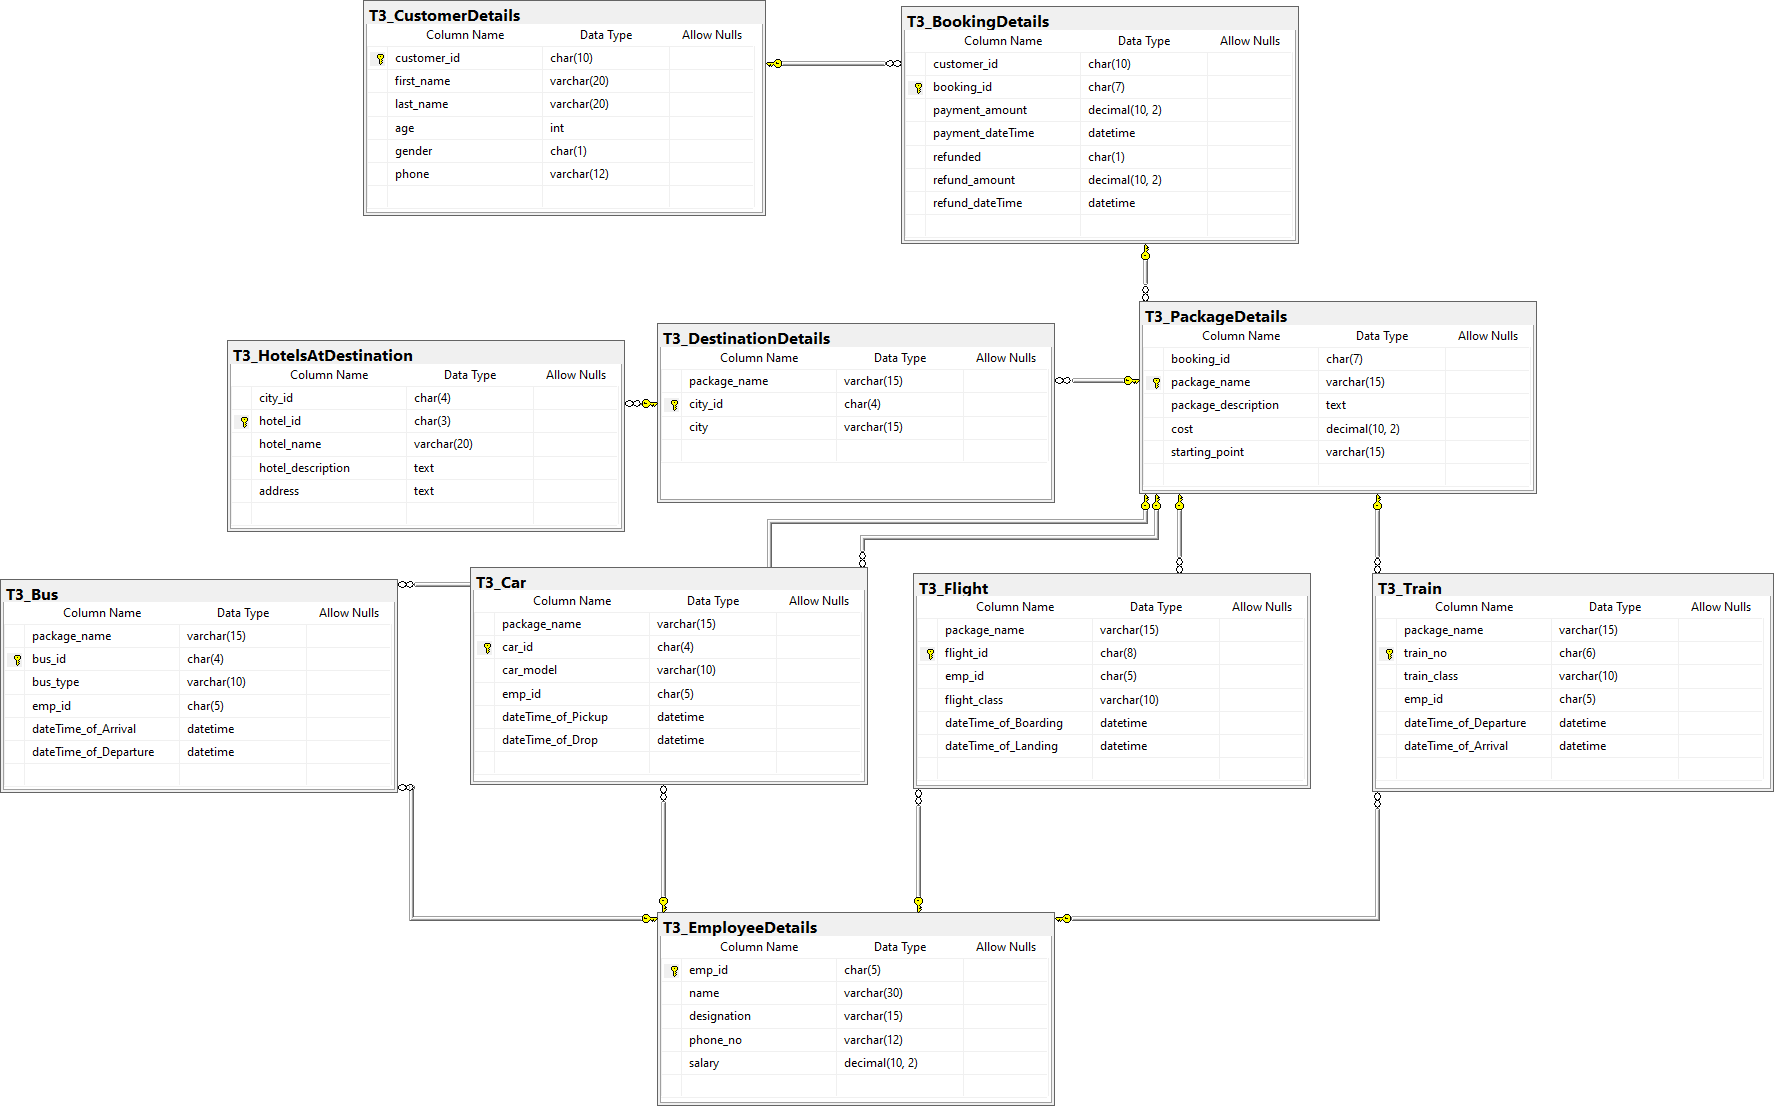 T3_CustomerDetails
Column Name Data Type Allow Nulls
customer_id char(10)
first_name varchar(20)
last_name varchar(20)
age int
gender char(1)
phone varchar(12)
T3_BookingDetails
Column Name Data Type Allow Nulls
customer_id char(10)
booking_id char(7)
payment_amount decimal(10, 2)
payment_dateTime datetime
refunded char(1)
refund_amount decimal(10, 2)
refund_dateTime datetime
T3_HotelsAtDestination
Column Name Data Type Allow Nulls
city_id char(4)
hotel_id char(3)
hotel_name varchar(20)
hotel_description text
address text
T3_DestinationDetails
Column Name Data Type Allow Nulls
package_name varchar(15)
city_id char(4)
city varchar(15)
T3_PackageDetails
Column Name Data Type Allow Nulls
booking_id char(7)
package_name varchar(15)
package_description text
cost decimal(10, 2)
starting_point varchar(15)
T3_Bus
Column Name Data Type Allow Nulls
package_name varchar(15)
bus_id char(4)
bus_type varchar(10)
emp_id char(5)
dateTime_of_Arrival datetime
dateTime_of_Departure datetime
T3_Car
Column Name Data Type Allow Nulls
package_name varchar(15)
car_id char(4)
car_model varchar(10)
emp_id char(5)
dateTime_of_Pickup datetime
dateTime_of_Drop datetime
T3_Flight
Column Name Data Type Allow Nulls
package_name varchar(15)
flight_id char(8)
emp_id char(5)
flight_class varchar(10)
dateTime_of_Boarding datetime
dateTime_of_Landing datetime
T3_Train
Column Name Data Type Allow Nulls
package_name varchar(15)
train_no char(6)
train_class varchar(10)
emp_id char(5)
dateTime_of_Departure datetime
dateTime_of_Arrival datetime
T3_EmployeeDetails
Column Name Data Type Allow Nulls
emp_id char(5)
name varchar(30)
designation varchar(15)
phone_no varchar(12)
salary decimal(10, 2)